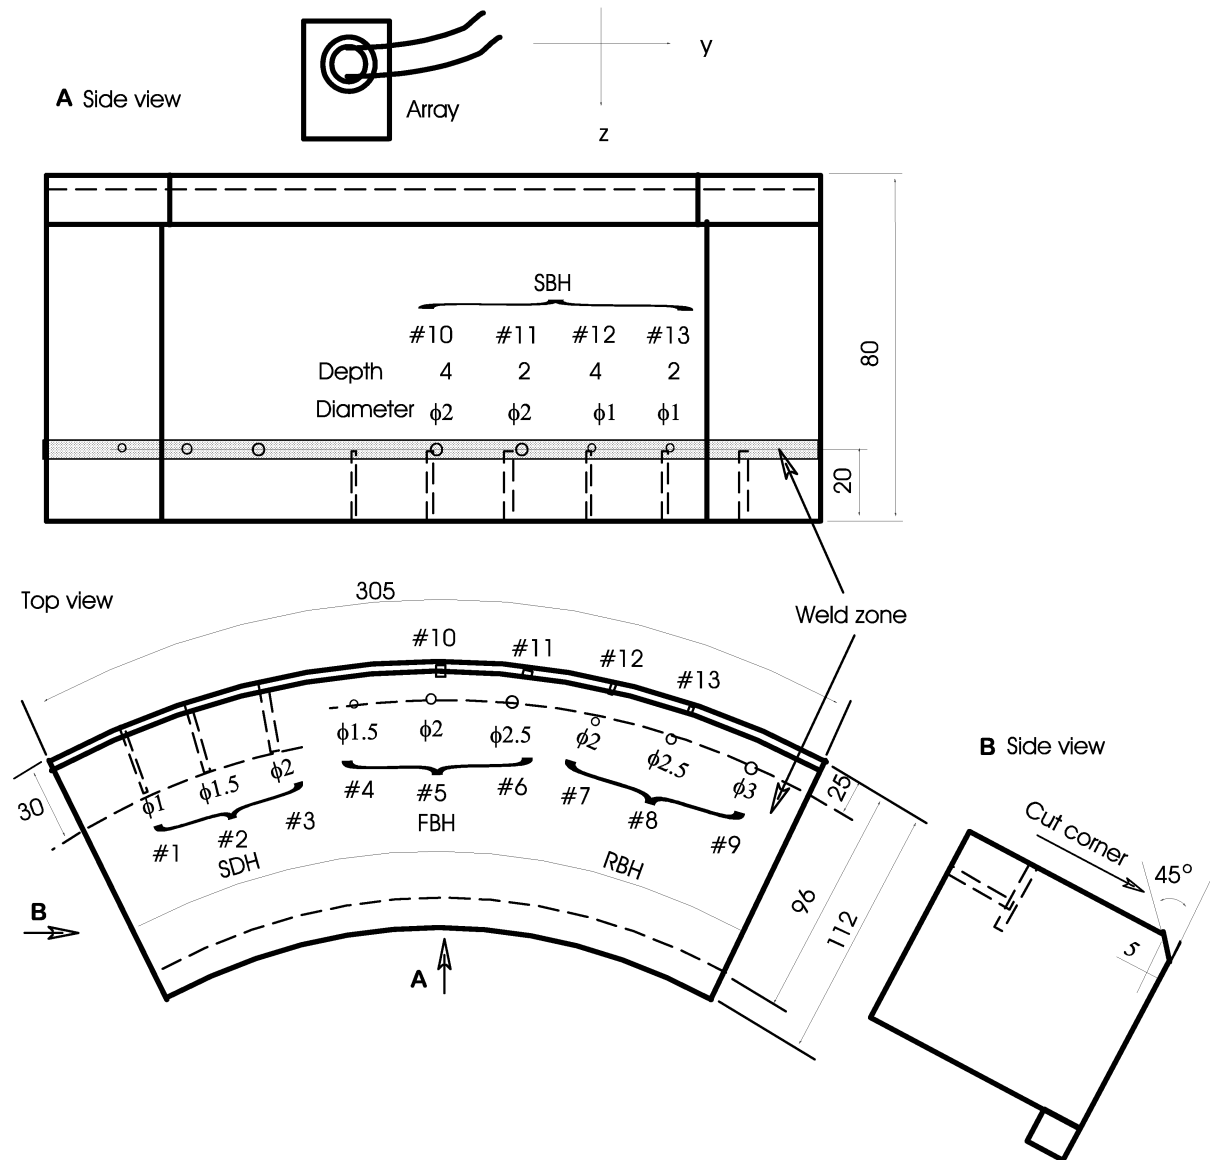 y
A Side view
Array
z
SBH
#10 #11 #12 #13
Depth 4 2 4 2
Diameter ϕ2 ϕ2 ϕ1 ϕ1
80
20
305
Top view
Weld zone
#10 #11 #12 #13
ϕ1.5 ϕ2 ϕ2.5 ϕ2 ϕ2.5 ϕ3
ϕ1 ϕ1.5 ϕ2
30
25
#4 #5 #6 #7 #8 #9
FBH
#1 #2 #3
SDH
RBH
96
112
B
A
B Side view
Cut corner
45°
5